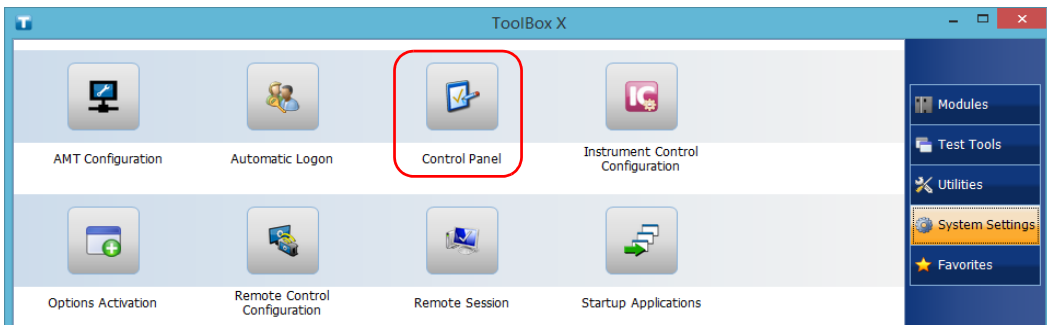 T
ToolBox X
IC
AMT Configuration
Automatic Logon
Control Panel
Instrument Control
Configuration
Options Activation
Remote Control
Configuration
Remote Session
Startup Applications
Modules
Test Tools
Utilities
System Settings
Favorites